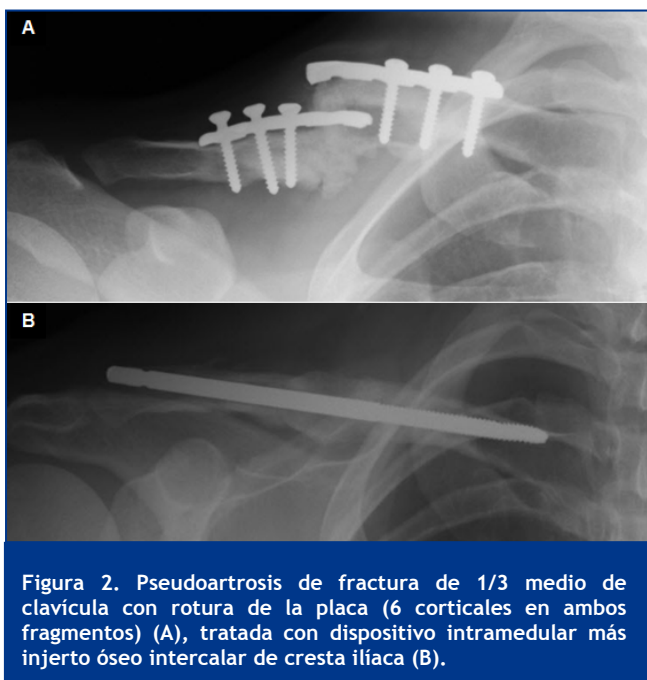 A
B
Figura 2. Pseudoartrosis de fractura de 1/3 medio de
clavícula con rotura de la placa (6 corticales en ambos
fragmentos) (A), tratada con dispositivo intramedular más
injerto óseo intercalar de cresta ilíaca (B).